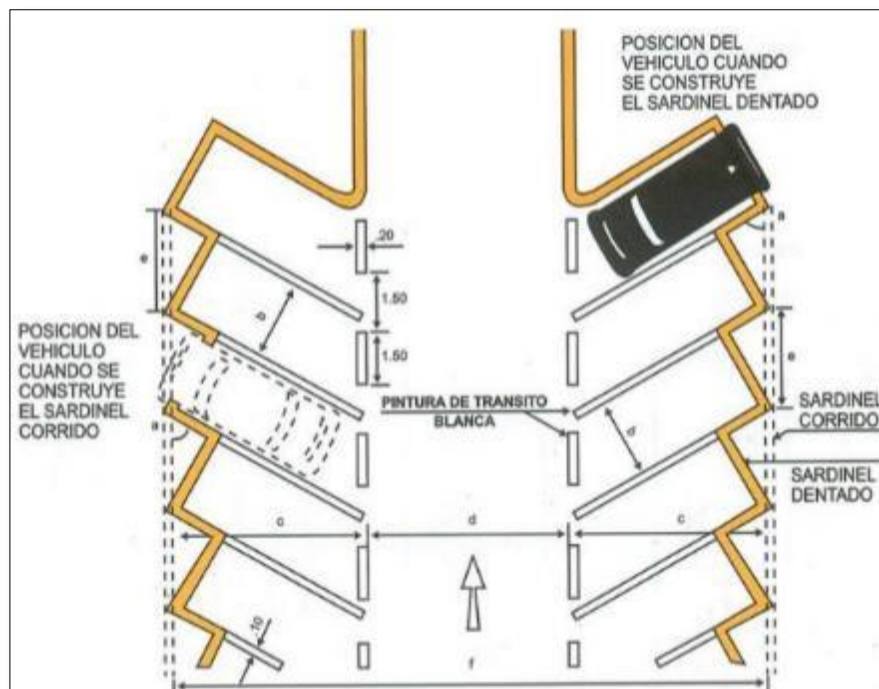 POSICION DEL
VEHICULO CUANDO
SE CONSTRUYE
EL SARDINEL DENTADO
a
e
.20
1.50
b
1.50
e
POSICION DEL
VEHICULO
CUANDO SE
CONSTRUYE
EL SARDINEL
CORRIDO
a
PINTURA DE TRANSITO
BLANCA
SARDINEL
CORRIDO
SARDINEL
DENTADO
c
d
c
.10
f